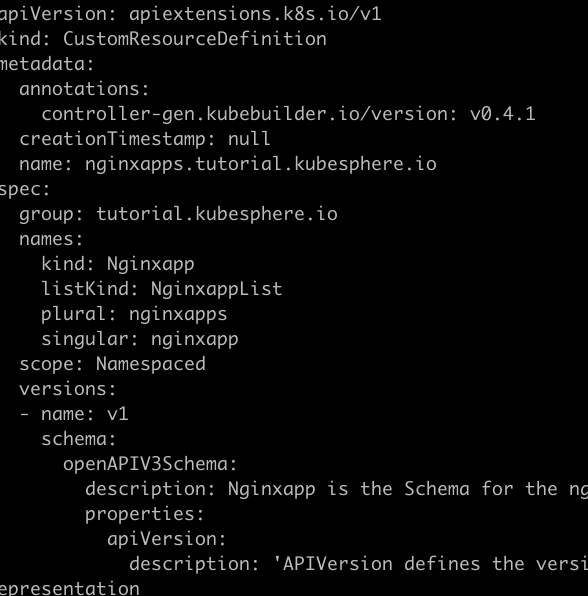 apiVersion: apiextensions.k8s.io/v1
kind: CustomResourceDefinition
metadata:
  annotations:
    controller-gen.kubebuilder.io/version: v0.4.1
  creationTimestamp: null
  name: nginxapps.tutorial.kubesphere.io
spec:
  group: tutorial.kubesphere.io
  names:
    kind: Nginxapp
    listKind: NginxappList
    plural: nginxapps
    singular: nginxapp
  scope: Namespaced
  versions:
  - name: v1
    schema:
      openAPIV3Schema:
        description: Nginxapp is the Schema for the ng
        properties:
          apiVersion:
            description: 'APIVersion defines the versi
epresentation